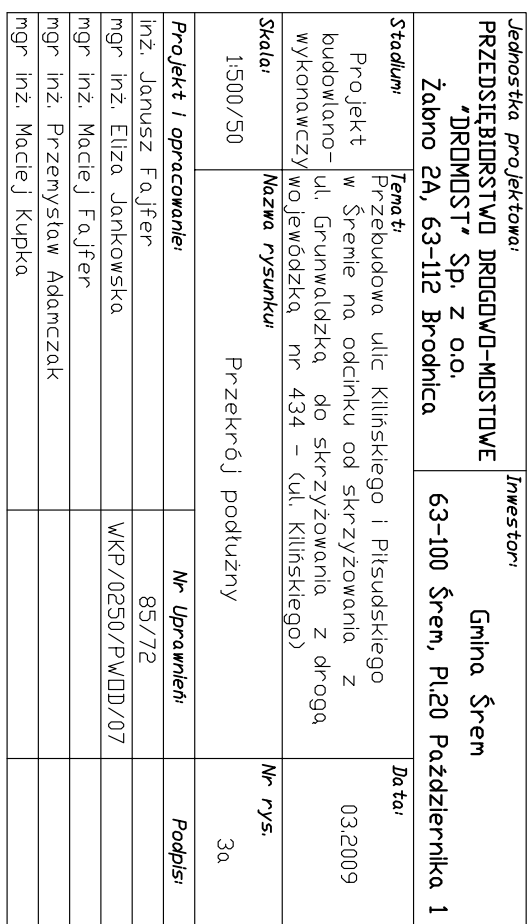 Jednostka projektowa:
PRZEDSIĘBIORSTWO DROGOWO-MOSTOWE
"DROMOST" Sp. z o.o.
Żabno 2A, 63-112 Brodnica
Inwestor:
Gmina Śrem
63-100 Śrem, Pl.20 Października 1
Stadium:
Projekt
budowlano-
wykonawczy
Temat:
Przebudowa ulic Kilińskiego i Piłsudskiego
w Śremie na odcinku od skrzyżowania z
ul. Grunwaldzką do skrzyżowania z drogą
wojewódzką nr 434 - (ul. Kilińskiego)
Data:
03.2009
Skala:
1:500/50
Nazwa rysunku:
Przekrój podłużny
Nr rys.
3a
Projekt i opracowanie:
Nr Uprawnień:
Podpis:
inż. Janusz Fajfer
85/72
mgr inż. Eliza Jankowska
WKP/0250/PWOD/07
mgr inż. Maciej Fajfer
mgr inż. Przemysław Adamczak
mgr inż. Maciej Kupka